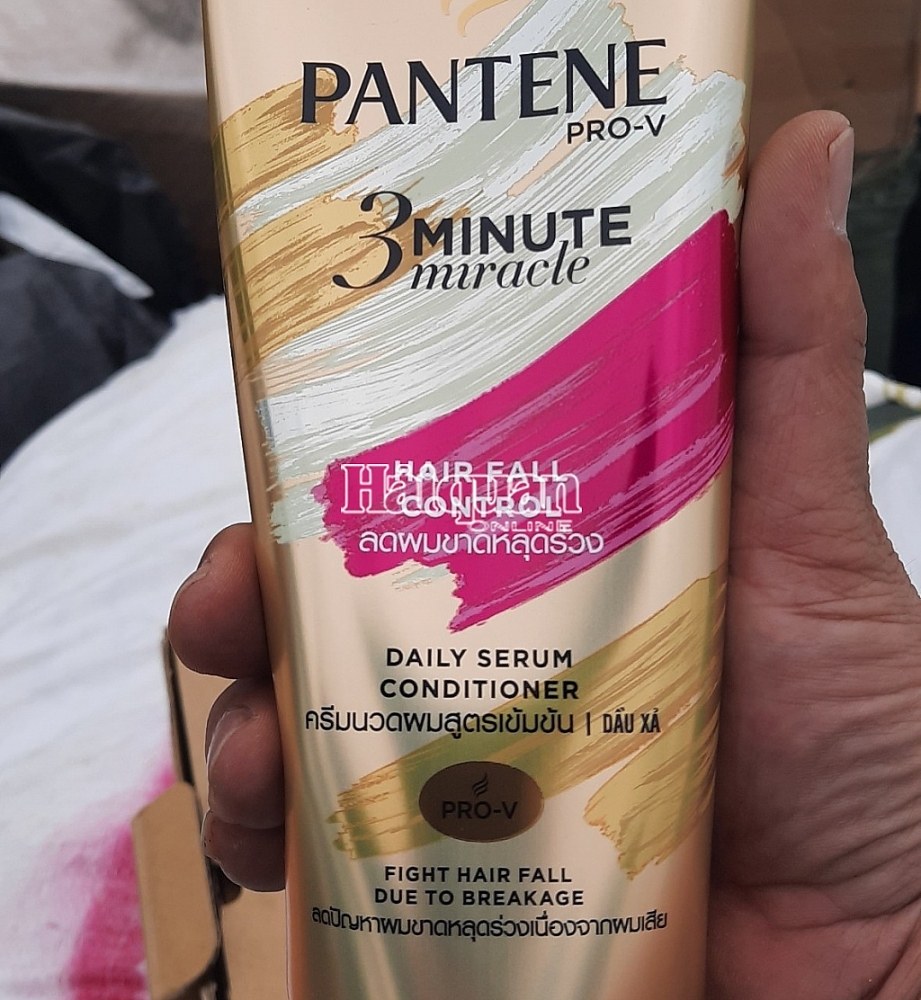 PANTENE
PRO-V
3 MINUTE
miracle
HAIR FALL
CONTROL
ONLINE
ลดผมขาดหลุดร่วง
DAILY SERUM
CONDITIONER
ครีมนวดผมสูตรเข้มข้น | DẦU XẢ
PRO-V
FIGHT HAIR FALL
DUE TO BREAKAGE
ลดปัญหาผมขาดหลุดร่วงเนื่องจากผมเสีย